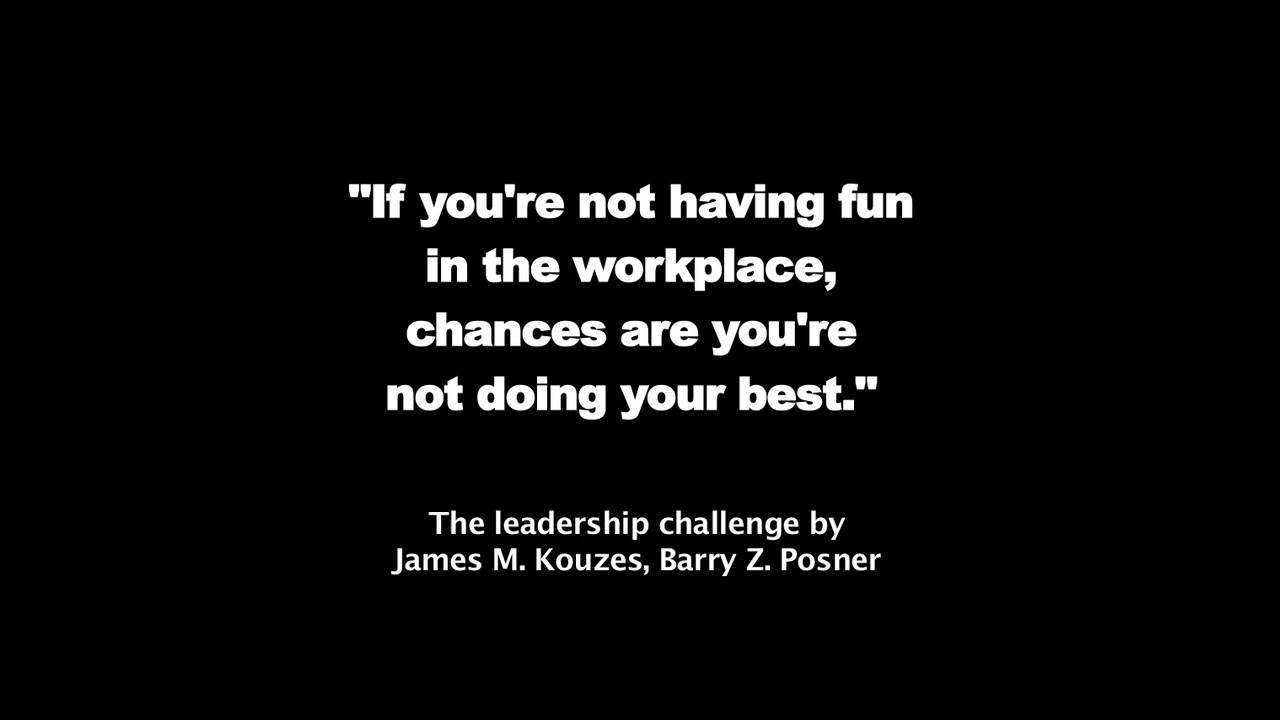 "If you're not having fun
in the workplace,
chances are you're
not doing your best."
The leadership challenge by
James M. Kouzes, Barry Z. Posner